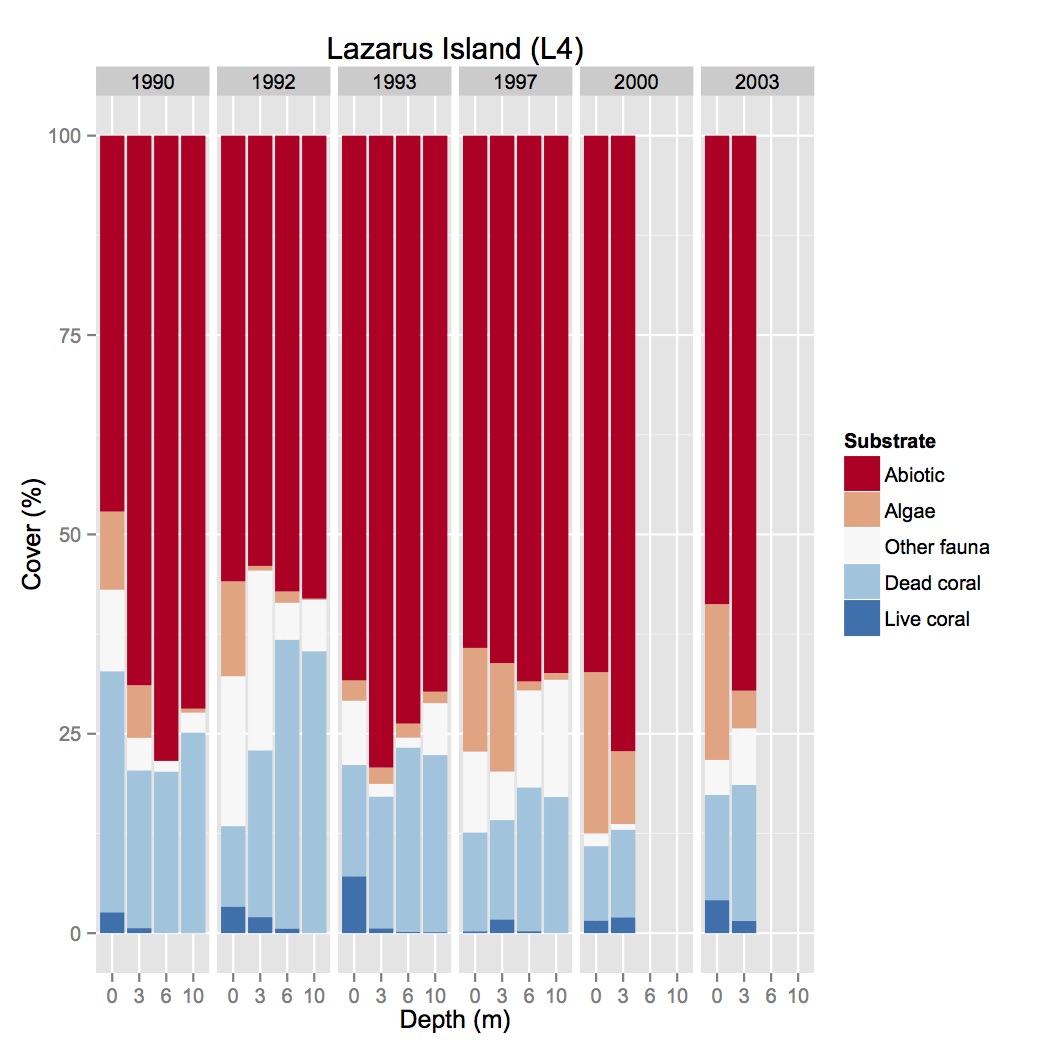 Lazarus Island (L4)
1990 1992 1993 1997 2000 2003
100
75
50
25
0
Cover (%)
0 3 6 10 0 3 6 10 0 3 6 10 0 3 6 10 0 3 6 10 0 3 6 10
Depth (m)
Substrate
Abiotic
Algae
Other fauna
Dead coral
Live coral